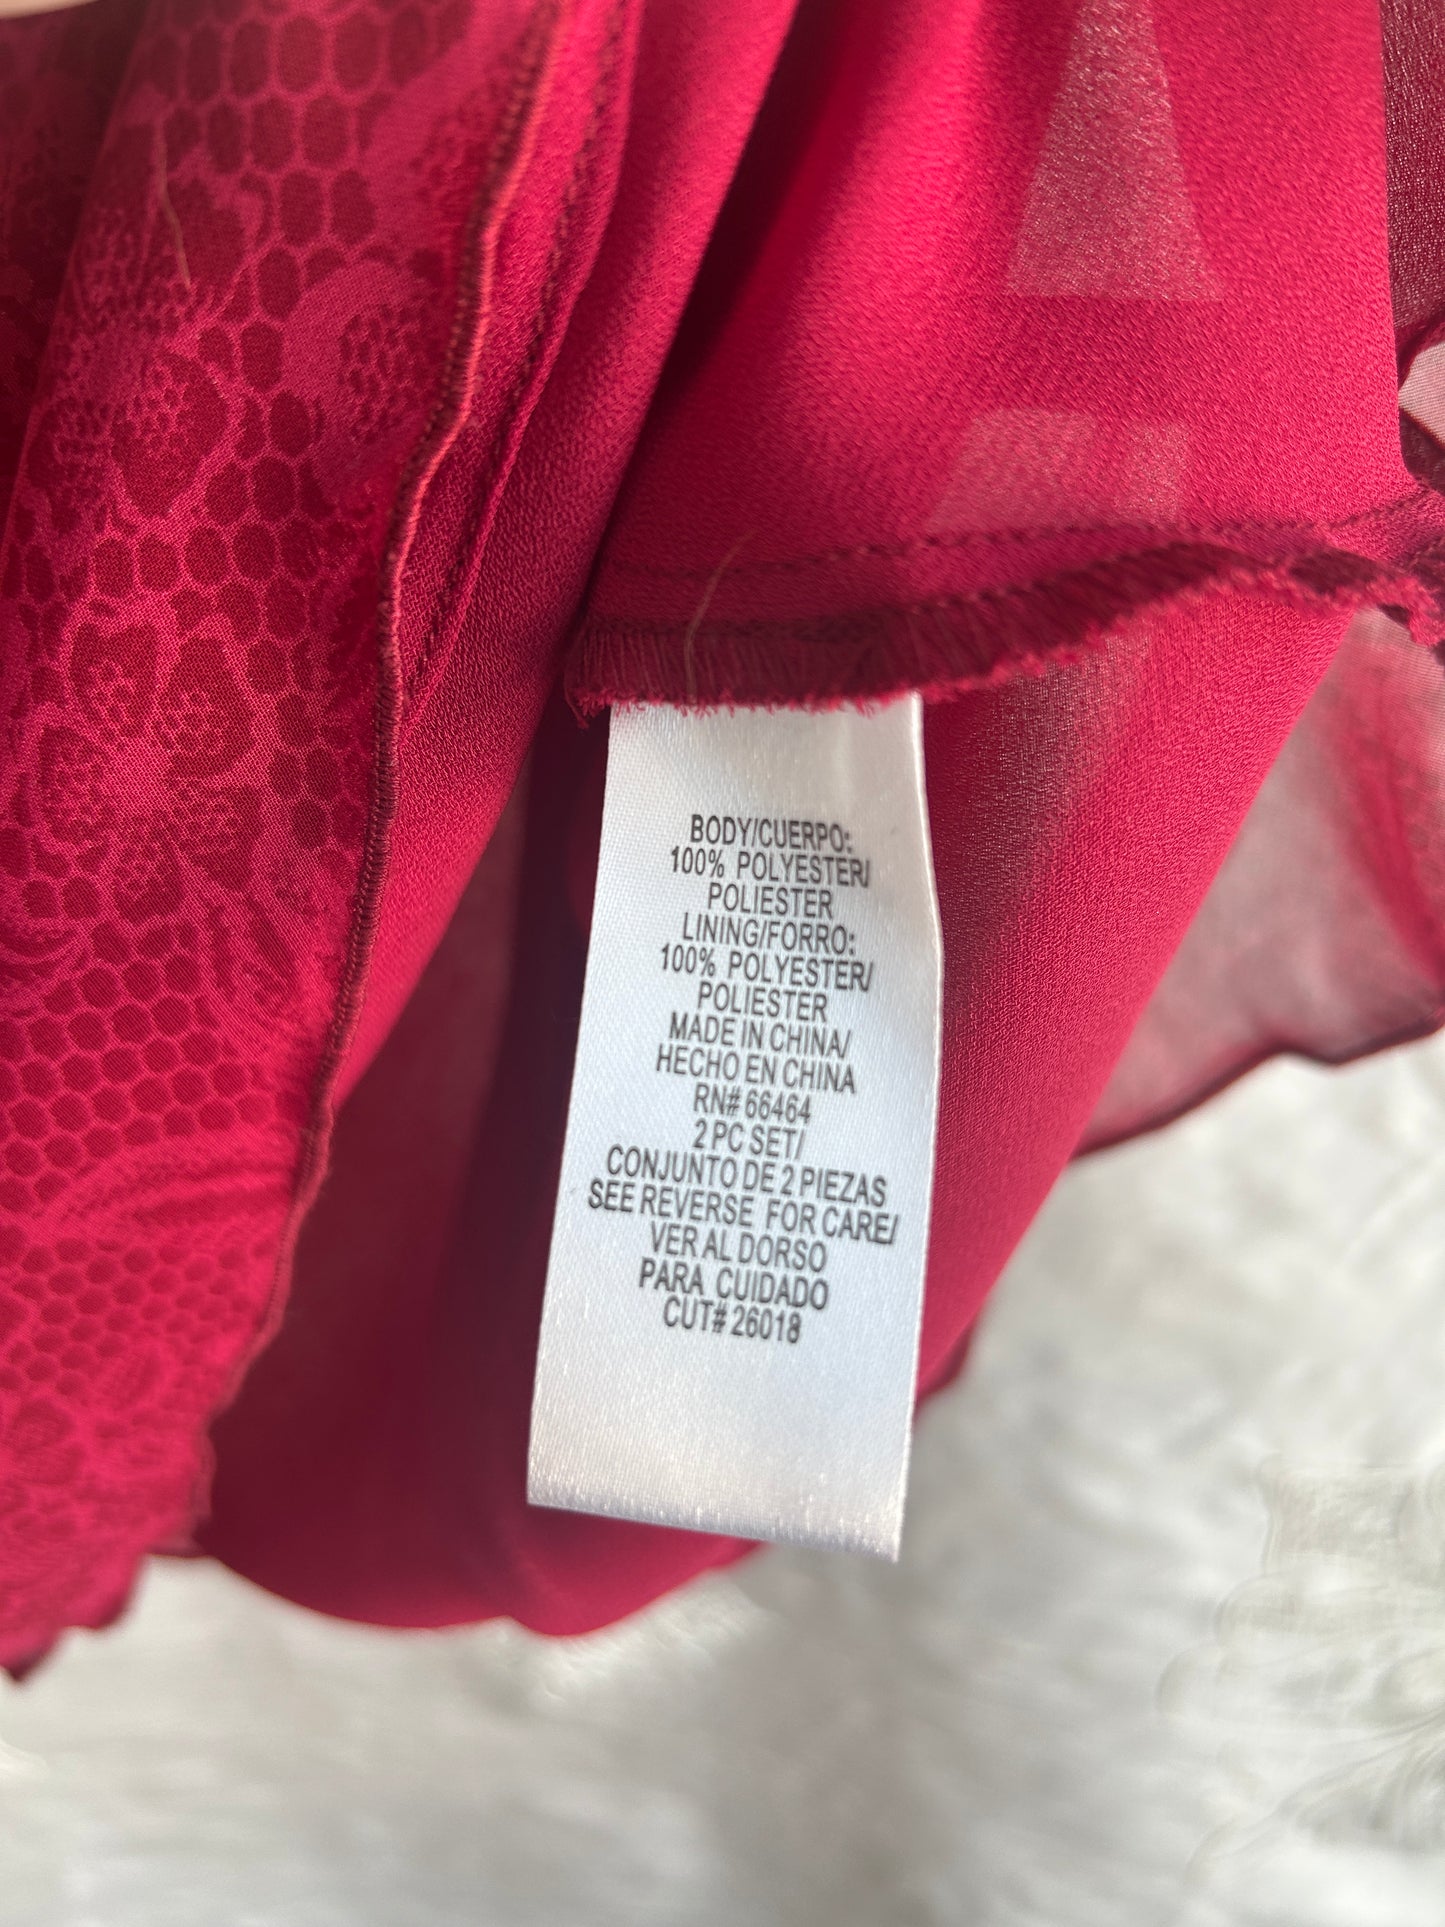 BODY/CUERPO:
100% POLYESTER/
POLIESTER
LINING/FORRO:
100% POLYESTER/
POLIESTER
MADE IN CHINA/
HECHO EN CHINA
RN# 66464
2 PC SET/
CONJUNTO DE 2 PIEZAS
SEE REVERSE FOR CARE/
VER AL DORSO
PARA CUIDADO
CUT# 26018